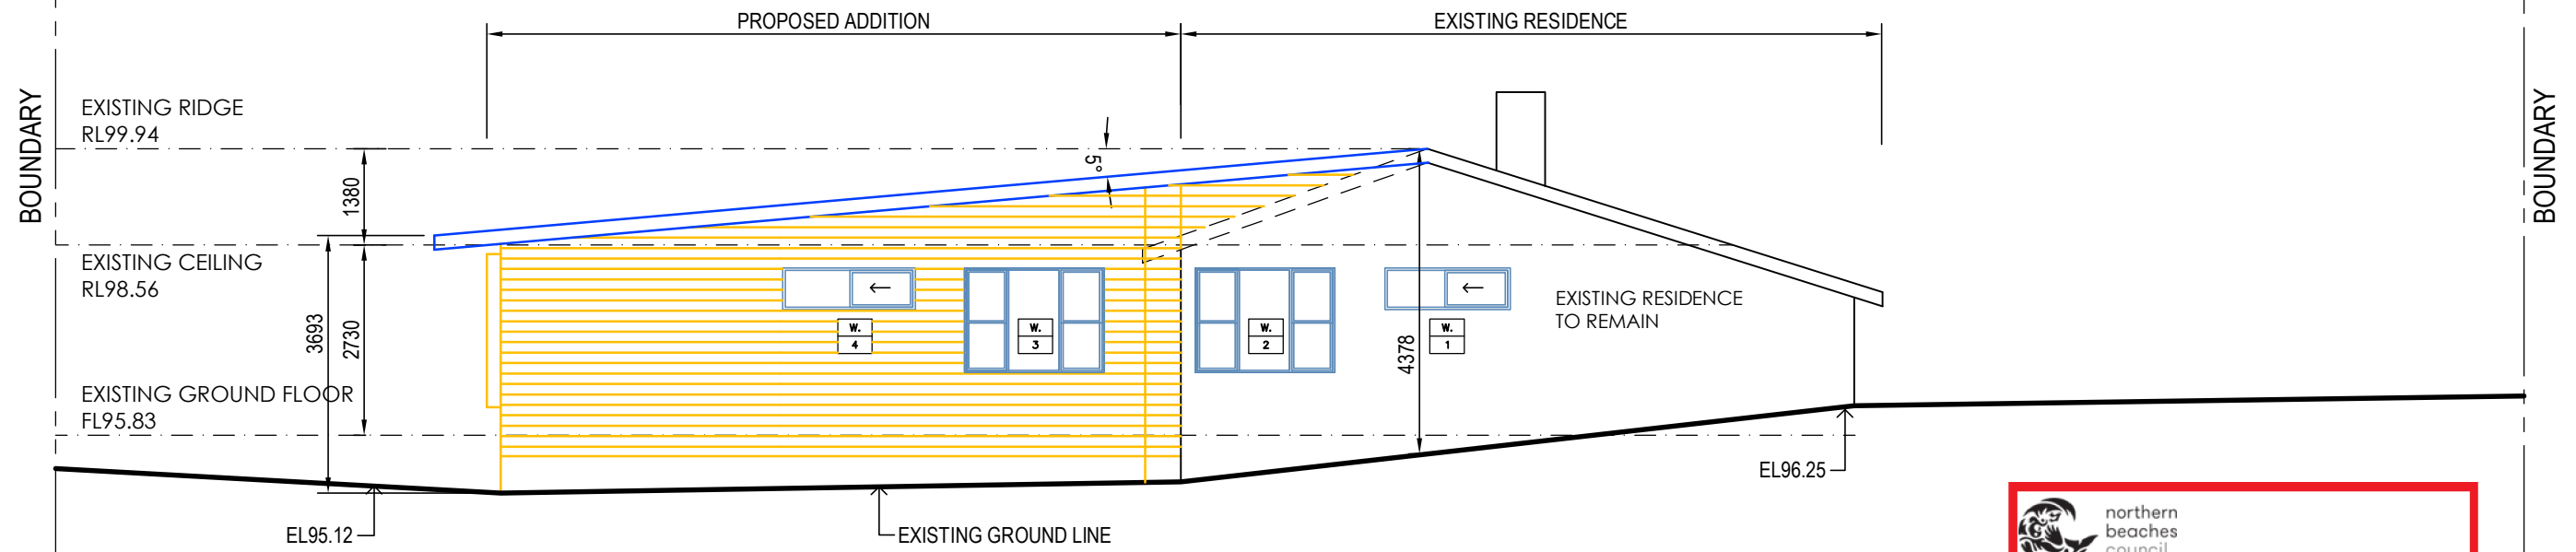 PROPOSED ADDITION
EXISTING RESIDENCE
BOUNDARY
BOUNDARY
EXISTING RIDGE
RL99.94
5°
1380
EXISTING CEILING
RL98.56
3693
2730
W.
4
W.
3
W.
2
W.
1
4378
EXISTING RESIDENCE
TO REMAIN
EXISTING GROUND FLOOR
FL95.83
EL96.25
EL95.12
EXISTING GROUND LINE
northern
beaches
council